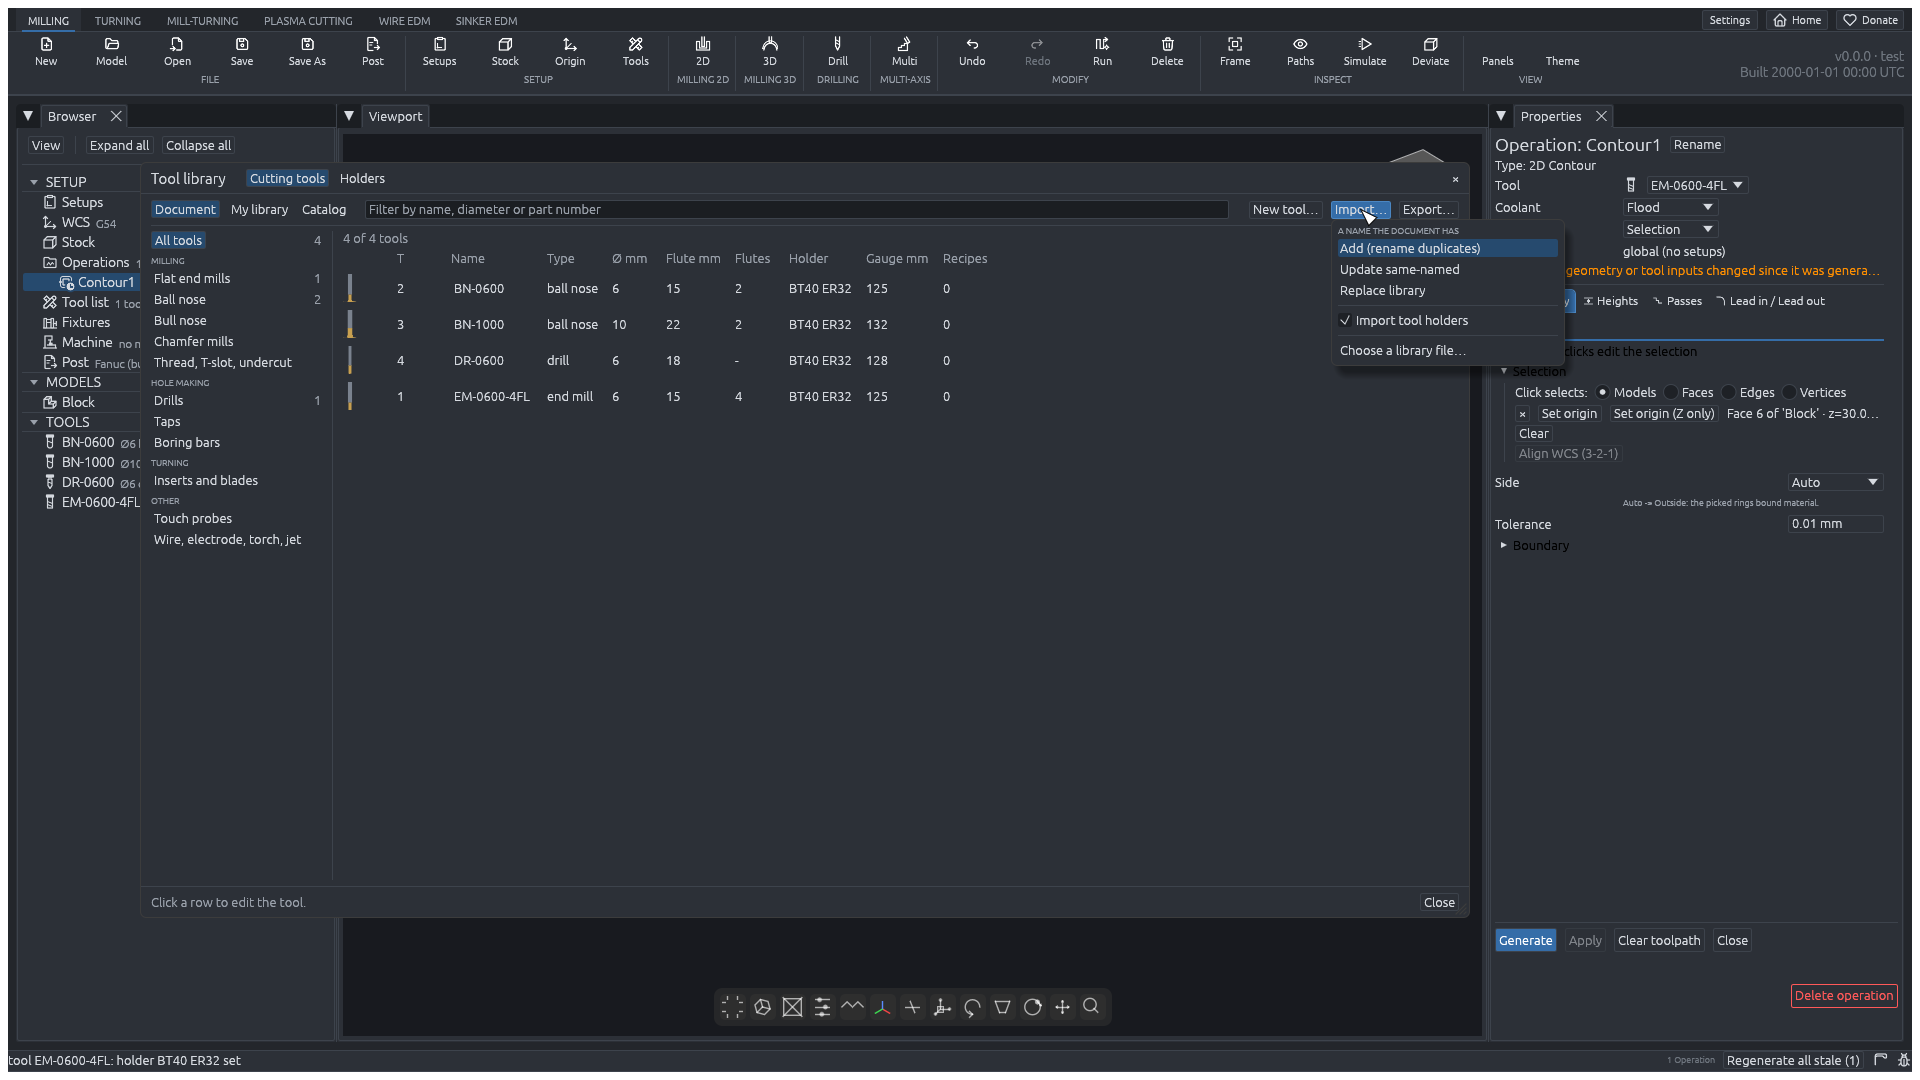 MILLING TURNING MILL-TURNING PLASMA CUTTING WIRE EDM SINKER EDM Settings Home Donate
New Model Open Save Save As Post Setups Stock Origin Tools 2D 3D Drill Multi Undo Redo Run Delete Frame Paths Simulate Deviate Panels Theme
FILE SETUP MILLING 2D MILLING 3D DRILLING MULTI-AXIS MODIFY INSPECT VIEW
v0.0.0 · test
Built 2000-01-01 00:00 UTC
Browser
View Expand all Collapse all
SETUP
Setups
WCS G54
Stock
Operations 1
Contour1
Tool list 1 too
Fixtures
Machine no m
Post Fanuc (bu
MODELS
Block
TOOLS
BN-0600 Ø6
BN-1000 Ø10
DR-0600 Ø6
EM-0600-4FL
Viewport
Tool library Cutting tools Holders ×
Document My library Catalog Filter by name, diameter or part number New tool... Import... Export...
All tools 4
MILLING
Flat end mills 1
Ball nose 2
Bull nose
Chamfer mills
Thread, T-slot, undercut
HOLE MAKING
Drills 1
Taps
Boring bars
TURNING
Inserts and blades
OTHER
Touch probes
Wire, electrode, torch, jet
4 of 4 tools
T Name Type Ø mm Flute mm Flutes Holder Gauge mm Recipes
2 BN-0600 ball nose 6 15 2 BT40 ER32 125 0
3 BN-1000 ball nose 10 22 2 BT40 ER32 132 0
4 DR-0600 drill 6 18 - BT40 ER32 128 0
1 EM-0600-4FL end mill 6 15 4 BT40 ER32 125 0
A NAME THE DOCUMENT HAS
Add (rename duplicates)
Update same-named
Replace library
Import tool holders
Choose a library file...
Click a row to edit the tool. Close
Properties
Operation: Contour1 Rename
Type: 2D Contour
Tool EM-0600-4FL
Coolant Flood
Selection
global (no setups)
geometry or tool inputs changed since it was genera...
y Heights Passes Lead in / Lead out
clicks edit the selection
Selection
Click selects: Models Faces Edges Vertices
× Set origin Set origin (Z only) Face 6 of 'Block' · z=30.0...
Clear
Align WCS (3-2-1)
Side Auto
Auto -> Outside: the picked rings bound material.
Tolerance 0.01 mm
Boundary
Generate Apply Clear toolpath Close
Delete operation
tool EM-0600-4FL: holder BT40 ER32 set 1 Operation Regenerate all stale (1)